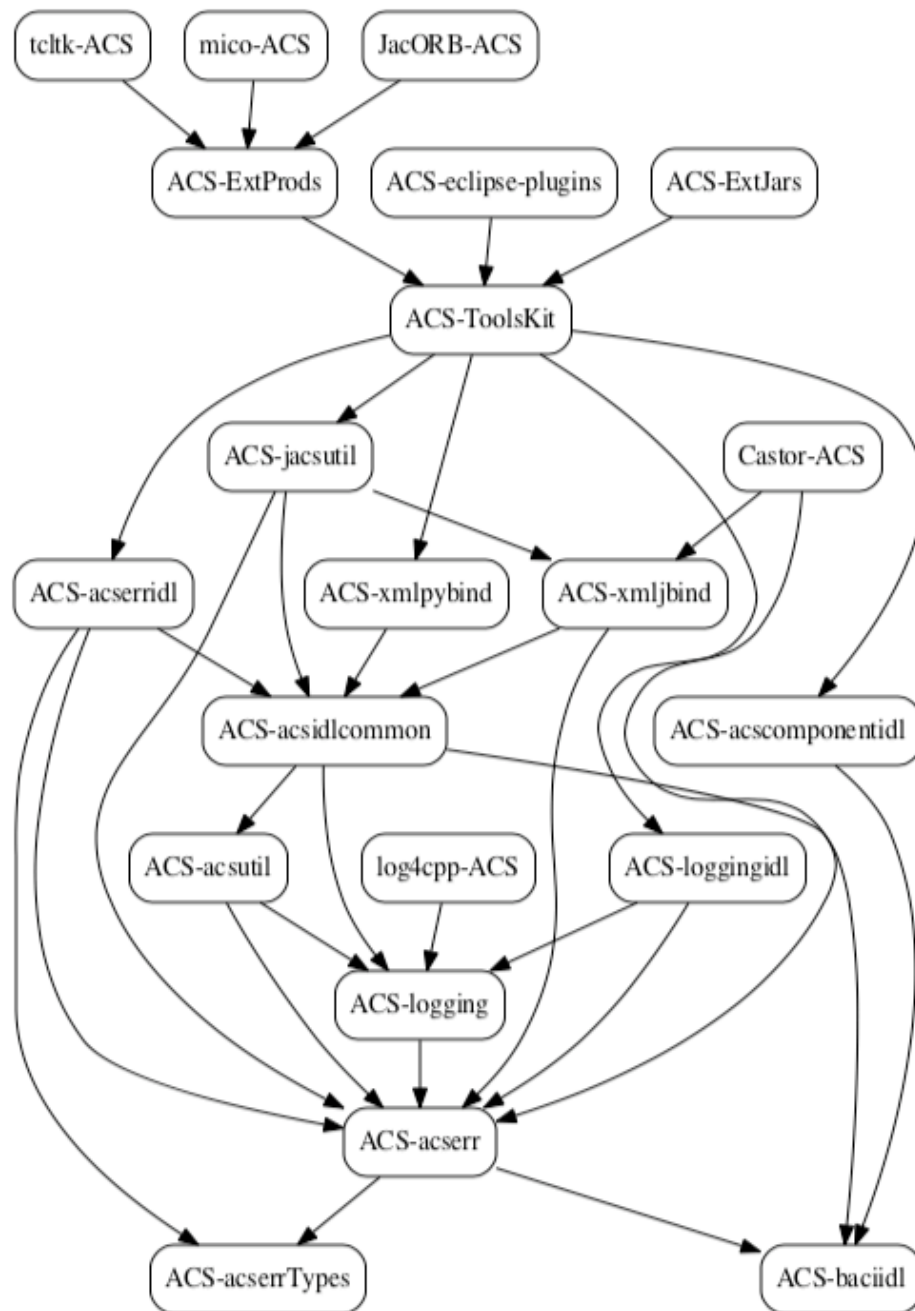 tcltk-ACS
mico-ACS
JacORB-ACS
ACS-ExtProds
ACS-eclipse-plugins
ACS-ExtJars
ACS-ToolsKit
ACS-jacsutil
Castor-ACS
ACS-acserridl
ACS-xmlpybind
ACS-xmljbind
ACS-acsidlcommon
ACS-acscomponentidl
ACS-acsutil
log4cpp-ACS
ACS-loggingidl
ACS-logging
ACS-acserr
ACS-acserrTypes
ACS-baciidl